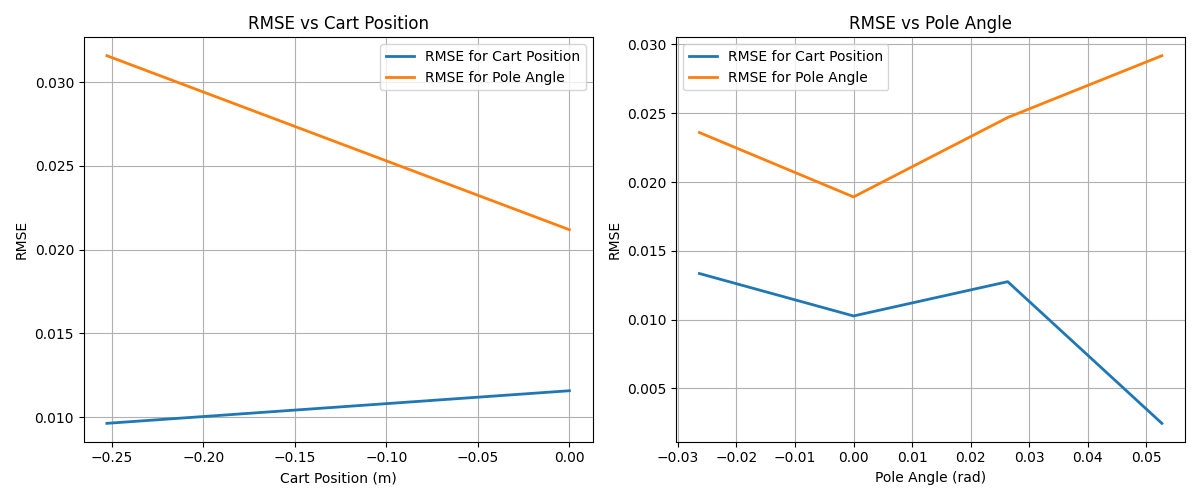 RMSE vs Cart Position
RMSE for Cart Position
RMSE for Pole Angle
0.030
0.025
0.020
0.015
0.010
RMSE
−0.25 −0.20 −0.15 −0.10 −0.05 0.00
Cart Position (m)
RMSE vs Pole Angle
RMSE for Cart Position
RMSE for Pole Angle
0.030
0.025
0.020
0.015
0.010
0.005
RMSE
−0.03 −0.02 −0.01 0.00 0.01 0.02 0.03 0.04 0.05
Pole Angle (rad)